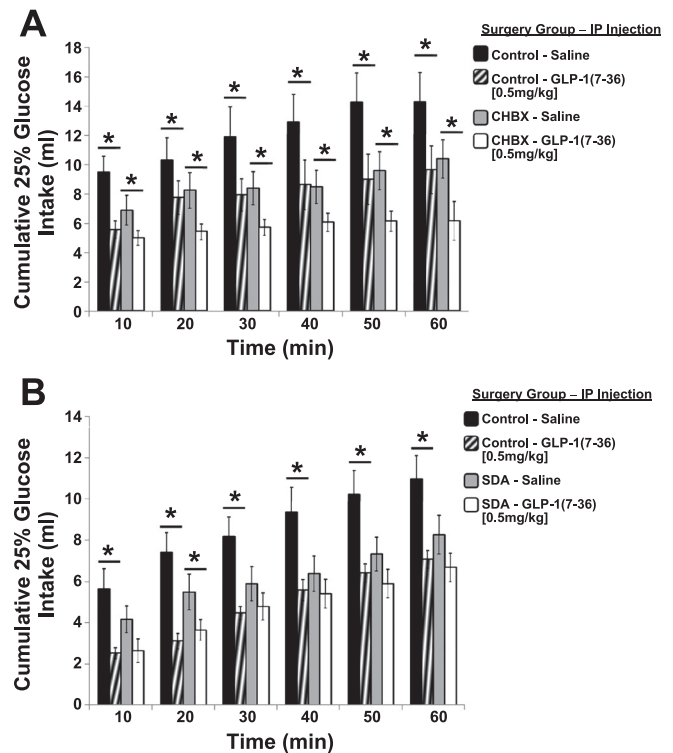 A
Surgery Group – IP Injection
Control - Saline
Control - GLP-1(7-36)
[0.5mg/kg]
CHBX - Saline
CHBX - GLP-1(7-36)
[0.5mg/kg]
Cumulative 25% Glucose
Intake (ml)
18
16
14
12
10
8
6
4
2
0
* * * * * * * * * * * *
10 20 30 40 50 60
Time (min)
B
Surgery Group – IP Injection
Control - Saline
Control - GLP-1(7-36)
[0.5mg/kg]
SDA - Saline
SDA - GLP-1(7-36)
[0.5mg/kg]
Cumulative 25% Glucose
Intake (ml)
14
12
10
8
6
4
2
0
* * * * * * *
10 20 30 40 50 60
Time (min)